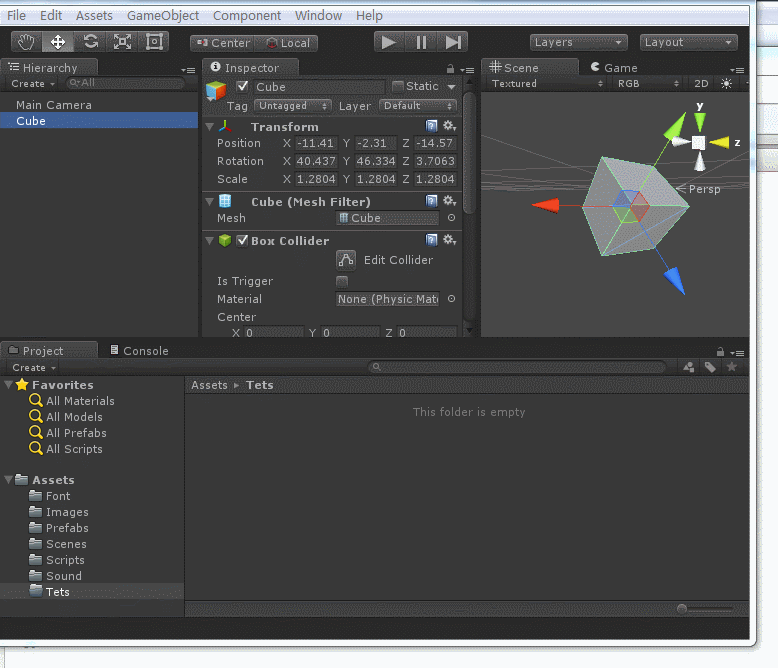 File Edit Assets GameObject Component Window Help
Center Local Layers Layout
Hierarchy
Create All
Main Camera
Cube
Inspector
Cube Static
Tag Untagged Layer Default
Transform
Position X -11.41 Y -2.31 Z -14.57
Rotation X 40.437 Y 46.334 Z 3.7063
Scale X 1.2804 Y 1.2804 Z 1.2804
Cube (Mesh Filter)
Mesh Cube
Box Collider
Edit Collider
Is Trigger
Material None (Physic Mate
Center
X 0 Y 0 Z 0
Scene Game
Textured RGB 2D
y
z
Persp
Project Console
Create
Favorites
All Materials
All Models
All Prefabs
All Scripts
Assets
Font
Images
Prefabs
Scenes
Scripts
Sound
Tets
Assets Tets
This folder is empty